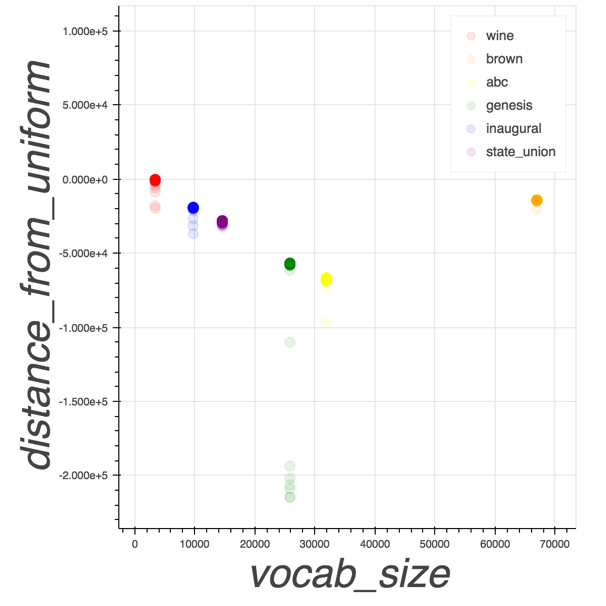 distance_from_uniform
1.000e+5
5.000e+4
0.000e+0
-5.000e+4
-1.000e+5
-1.500e+5
-2.000e+5
wine
brown
abc
genesis
inaugural
state_union
0 10000 20000 30000 40000 50000 60000 70000
vocab_size